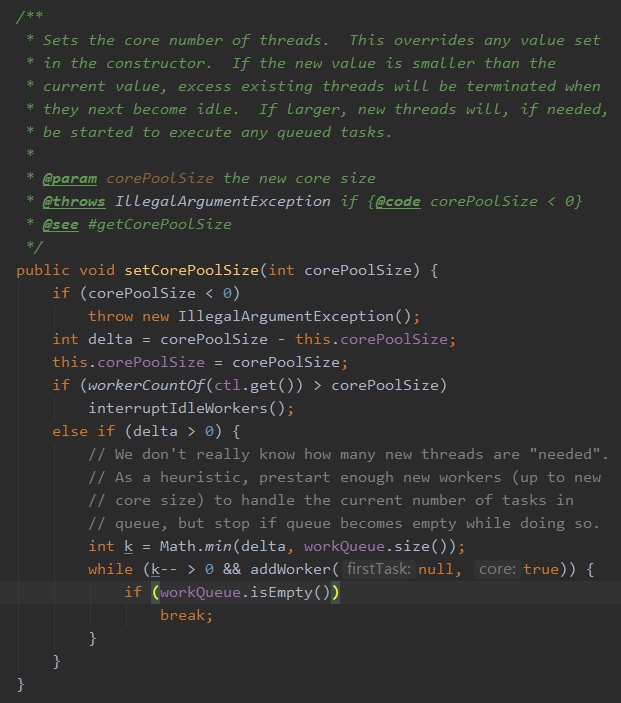 /**
 * Sets the core number of threads.  This overrides any value set
 * in the constructor.  If the new value is smaller than the
 * current value, excess existing threads will be terminated when
 * they next become idle.  If larger, new threads will, if needed,
 * be started to execute any queued tasks.
 *
 * @param corePoolSize the new core size
 * @throws IllegalArgumentException if {@code corePoolSize < 0}
 * @see #getCorePoolSize
 */
public void setCorePoolSize(int corePoolSize) {
    if (corePoolSize < 0)
        throw new IllegalArgumentException();
    int delta = corePoolSize - this.corePoolSize;
    this.corePoolSize = corePoolSize;
    if (workerCountOf(ctl.get()) > corePoolSize)
        interruptIdleWorkers();
    else if (delta > 0) {
        // We don't really know how many new threads are "needed".
        // As a heuristic, prestart enough new workers (up to new
        // core size) to handle the current number of tasks in
        // queue, but stop if queue becomes empty while doing so.
        int k = Math.min(delta, workQueue.size());
        while (k-- > 0 && addWorker( firstTask: null,  core: true)) {
            if (workQueue.isEmpty())
                break;
        }
    }
}